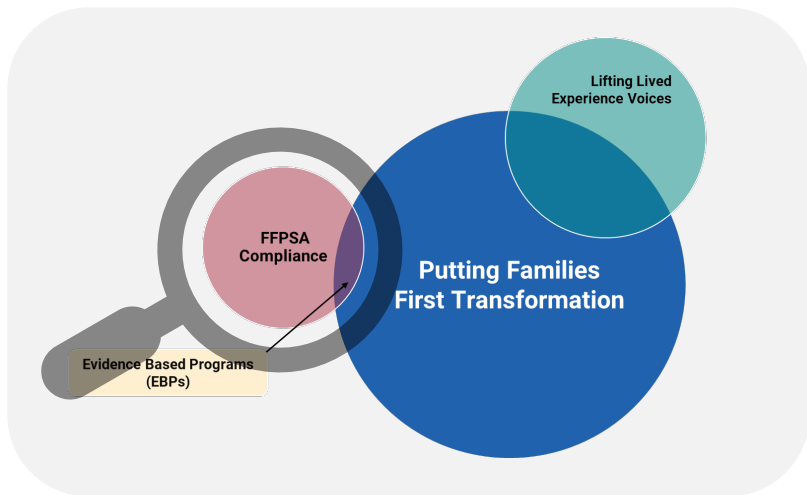 Lifting Lived
Experience Voices
FFPSA
Compliance
Putting Families
First Transformation
Evidence Based Programs
(EBPs)